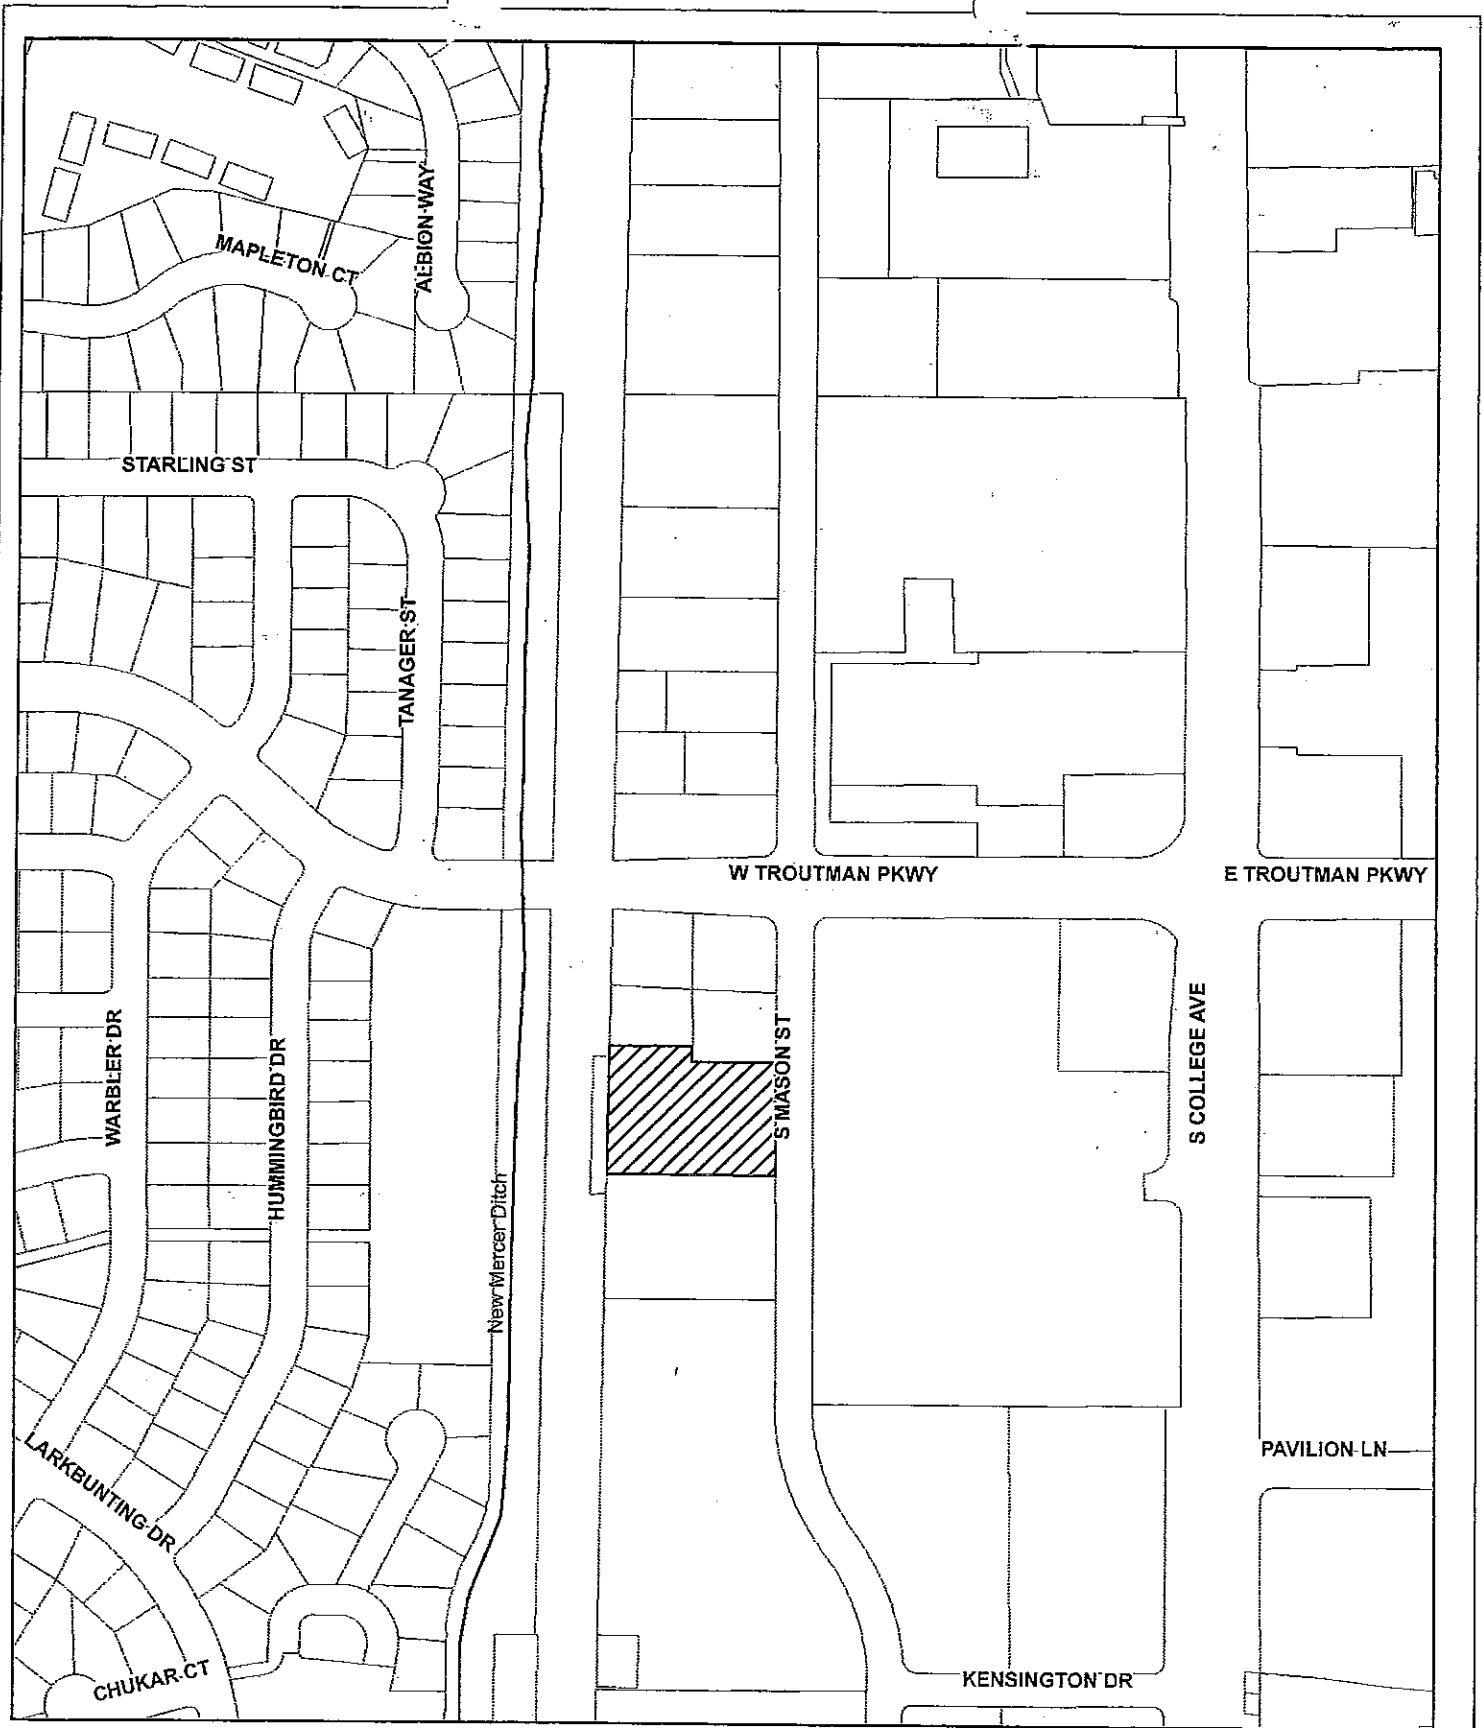 ALBION WAY
MAPLETON CT
STARLING ST
TANAGER ST
W TROUTMAN PKWY
E TROUTMAN PKWY
WARBLER DR
HUMMINGBIRD DR
S MASON ST
S COLLEGE AVE
New Mercer Ditch
LARKBUNTING DR
PAVILION LN
CHUKAR CT
KENSINGTON DR